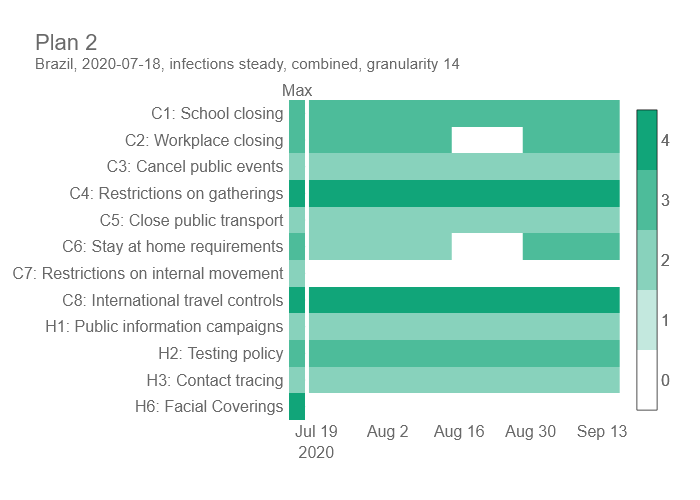 Plan 2
Brazil, 2020-07-18, infections steady, combined, granularity 14
Max
C1: School closing
C2: Workplace closing
C3: Cancel public events
C4: Restrictions on gatherings
C5: Close public transport
C6: Stay at home requirements
C7: Restrictions on internal movement
C8: International travel controls
H1: Public information campaigns
H2: Testing policy
H3: Contact tracing
H6: Facial Coverings
Jul 19 Aug 2 Aug 16 Aug 30 Sep 13
2020
4
3
2
1
0